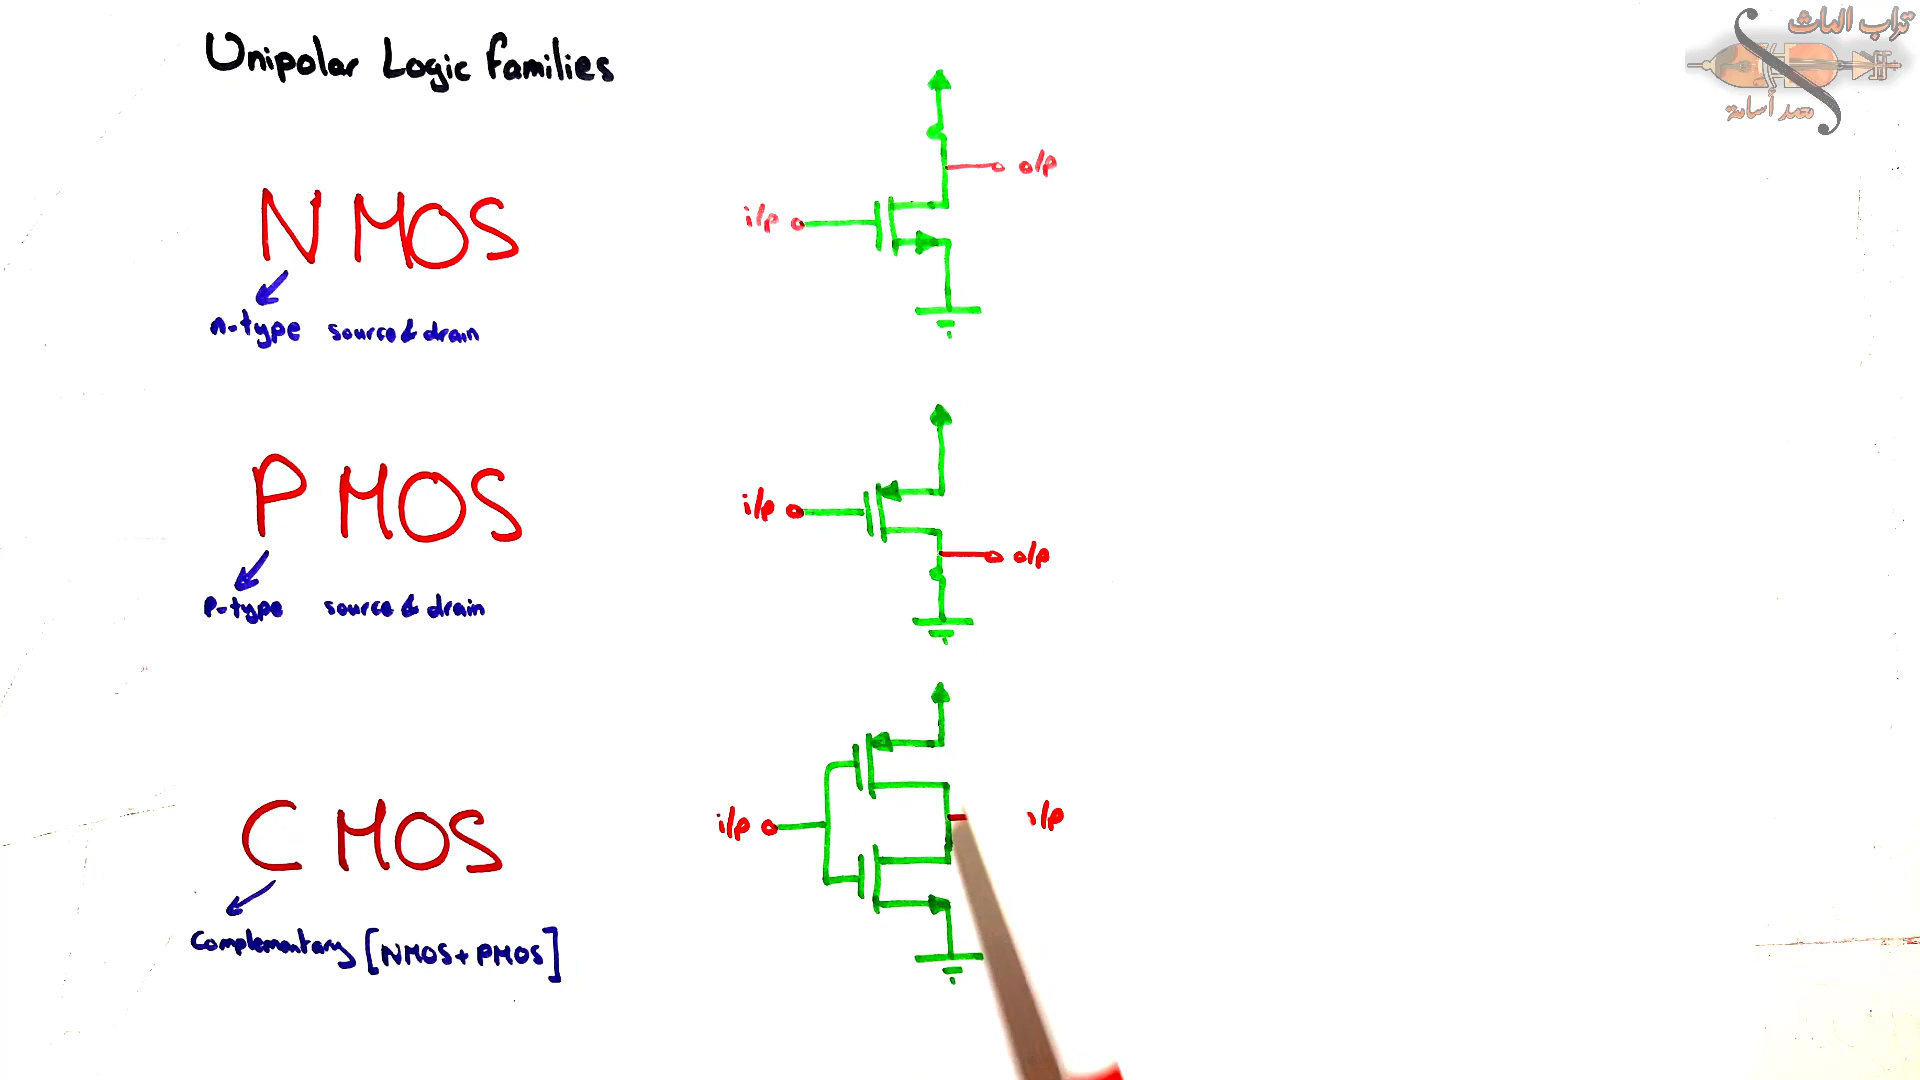 Unipolar Logic families
تراب الماث
محمد أسامة
o/p
NMOS
i/p
n-type source & drain
PMOS
i/p
o/p
P-type source & drain
i/p
CMOS
Complementary [NMOS + PMOS]